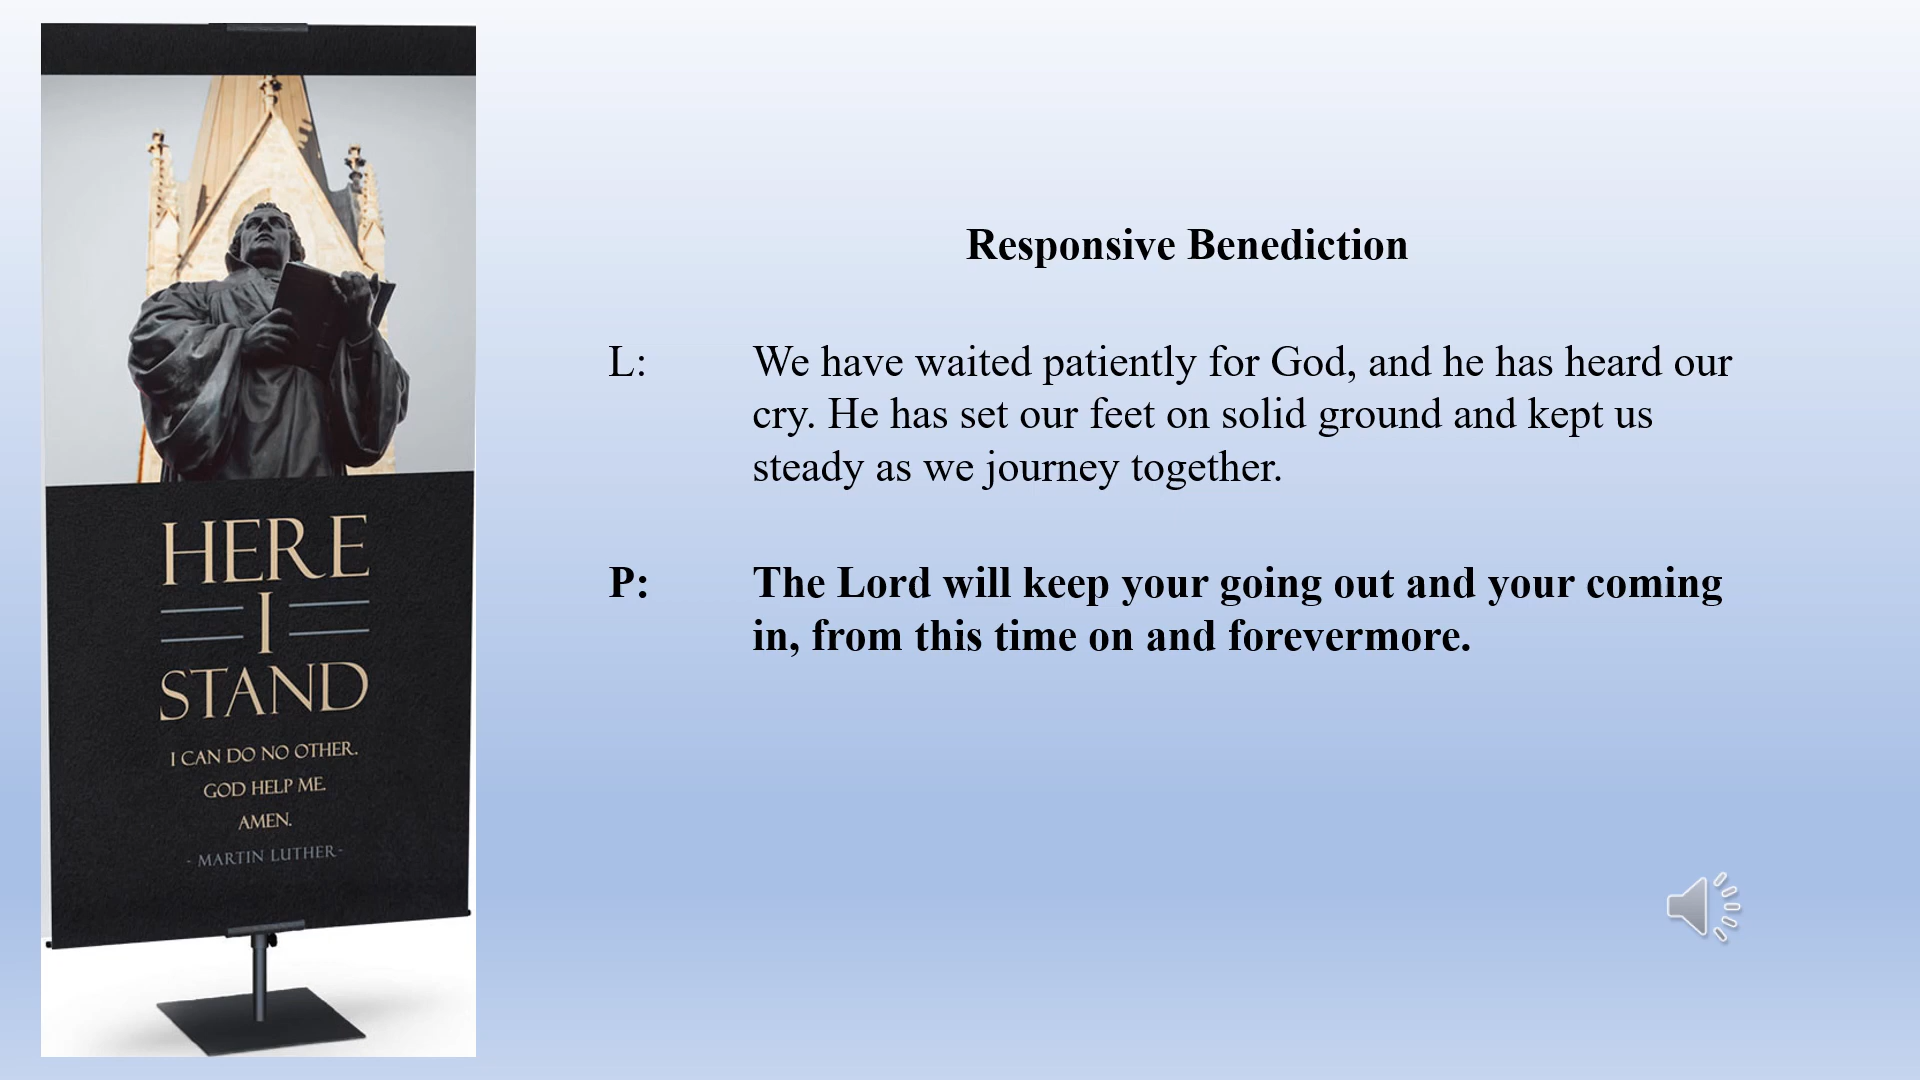 HERE
I
STAND
I CAN DO NO OTHER.
GOD HELP ME.
AMEN.
- MARTIN LUTHER -
Responsive Benediction
L: We have waited patiently for God, and he has heard our
cry. He has set our feet on solid ground and kept us
steady as we journey together.
P: The Lord will keep your going out and your coming
in, from this time on and forevermore.